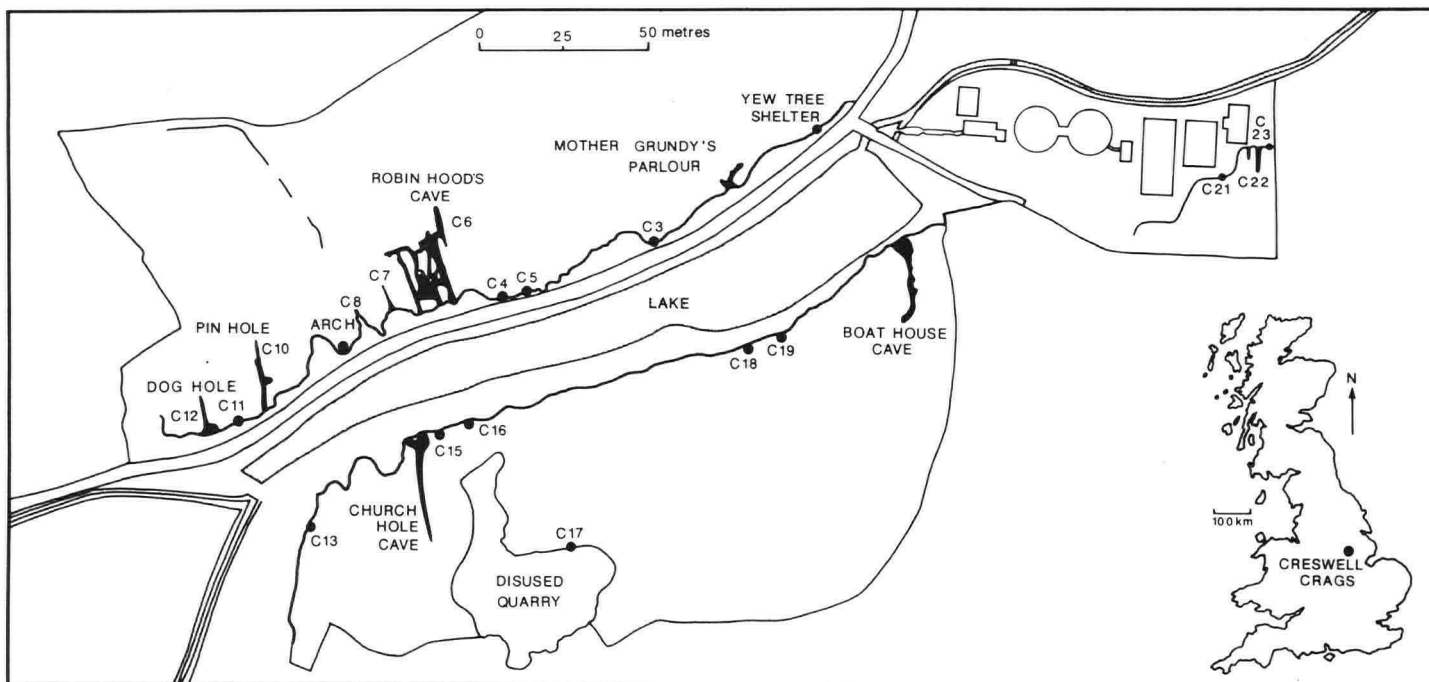 0 25 50 metres
YEW TREE
SHELTER
MOTHER GRUNDY'S
PARLOUR
ROBIN HOOD'S
CAVE
C6
C7
C8
ARCH
PIN HOLE
C10
DOG HOLE
C12
C11
C4
C5
C3
LAKE
C
23
C21
C22
BOAT HOUSE
CAVE
C18
C19
C16
C15
CHURCH
HOLE
CAVE
C13
C17
DISUSED
QUARRY
N
100 km
CRESWELL
CRAGS